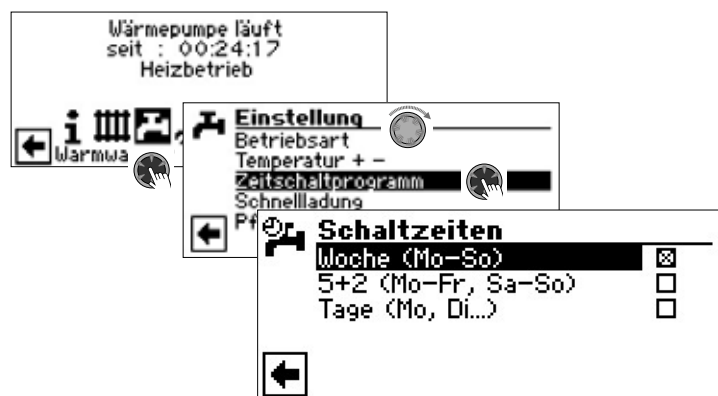 Wärmepumpe läuft
seit : 00:24:17
Heizbetrieb
Warmwa
Einstellung
Betriebsart
Temperatur + -
Zeitschaltprogramm
Schnellladung
Pf
Schaltzeiten
Woche (Mo-So)
5+2 (Mo-Fr, Sa-So)
Tage (Mo, Di...)